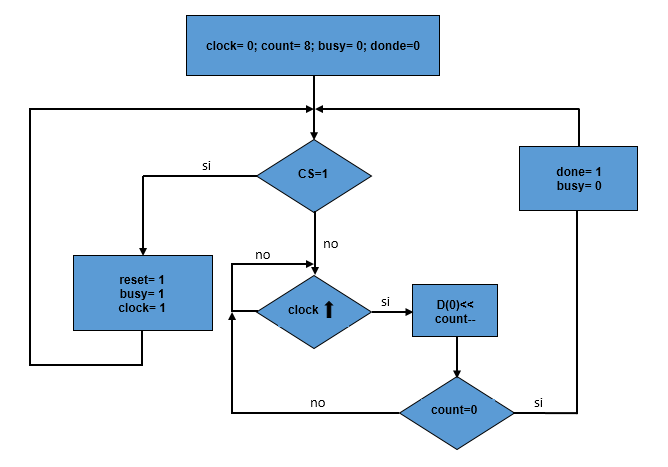 clock= 0; count= 8; busy= 0; donde=0
CS=1
si
no
reset= 1
busy= 1
clock= 1
no
clock
si
D(0)<<
count--
count=0
no
si
done= 1
busy= 0